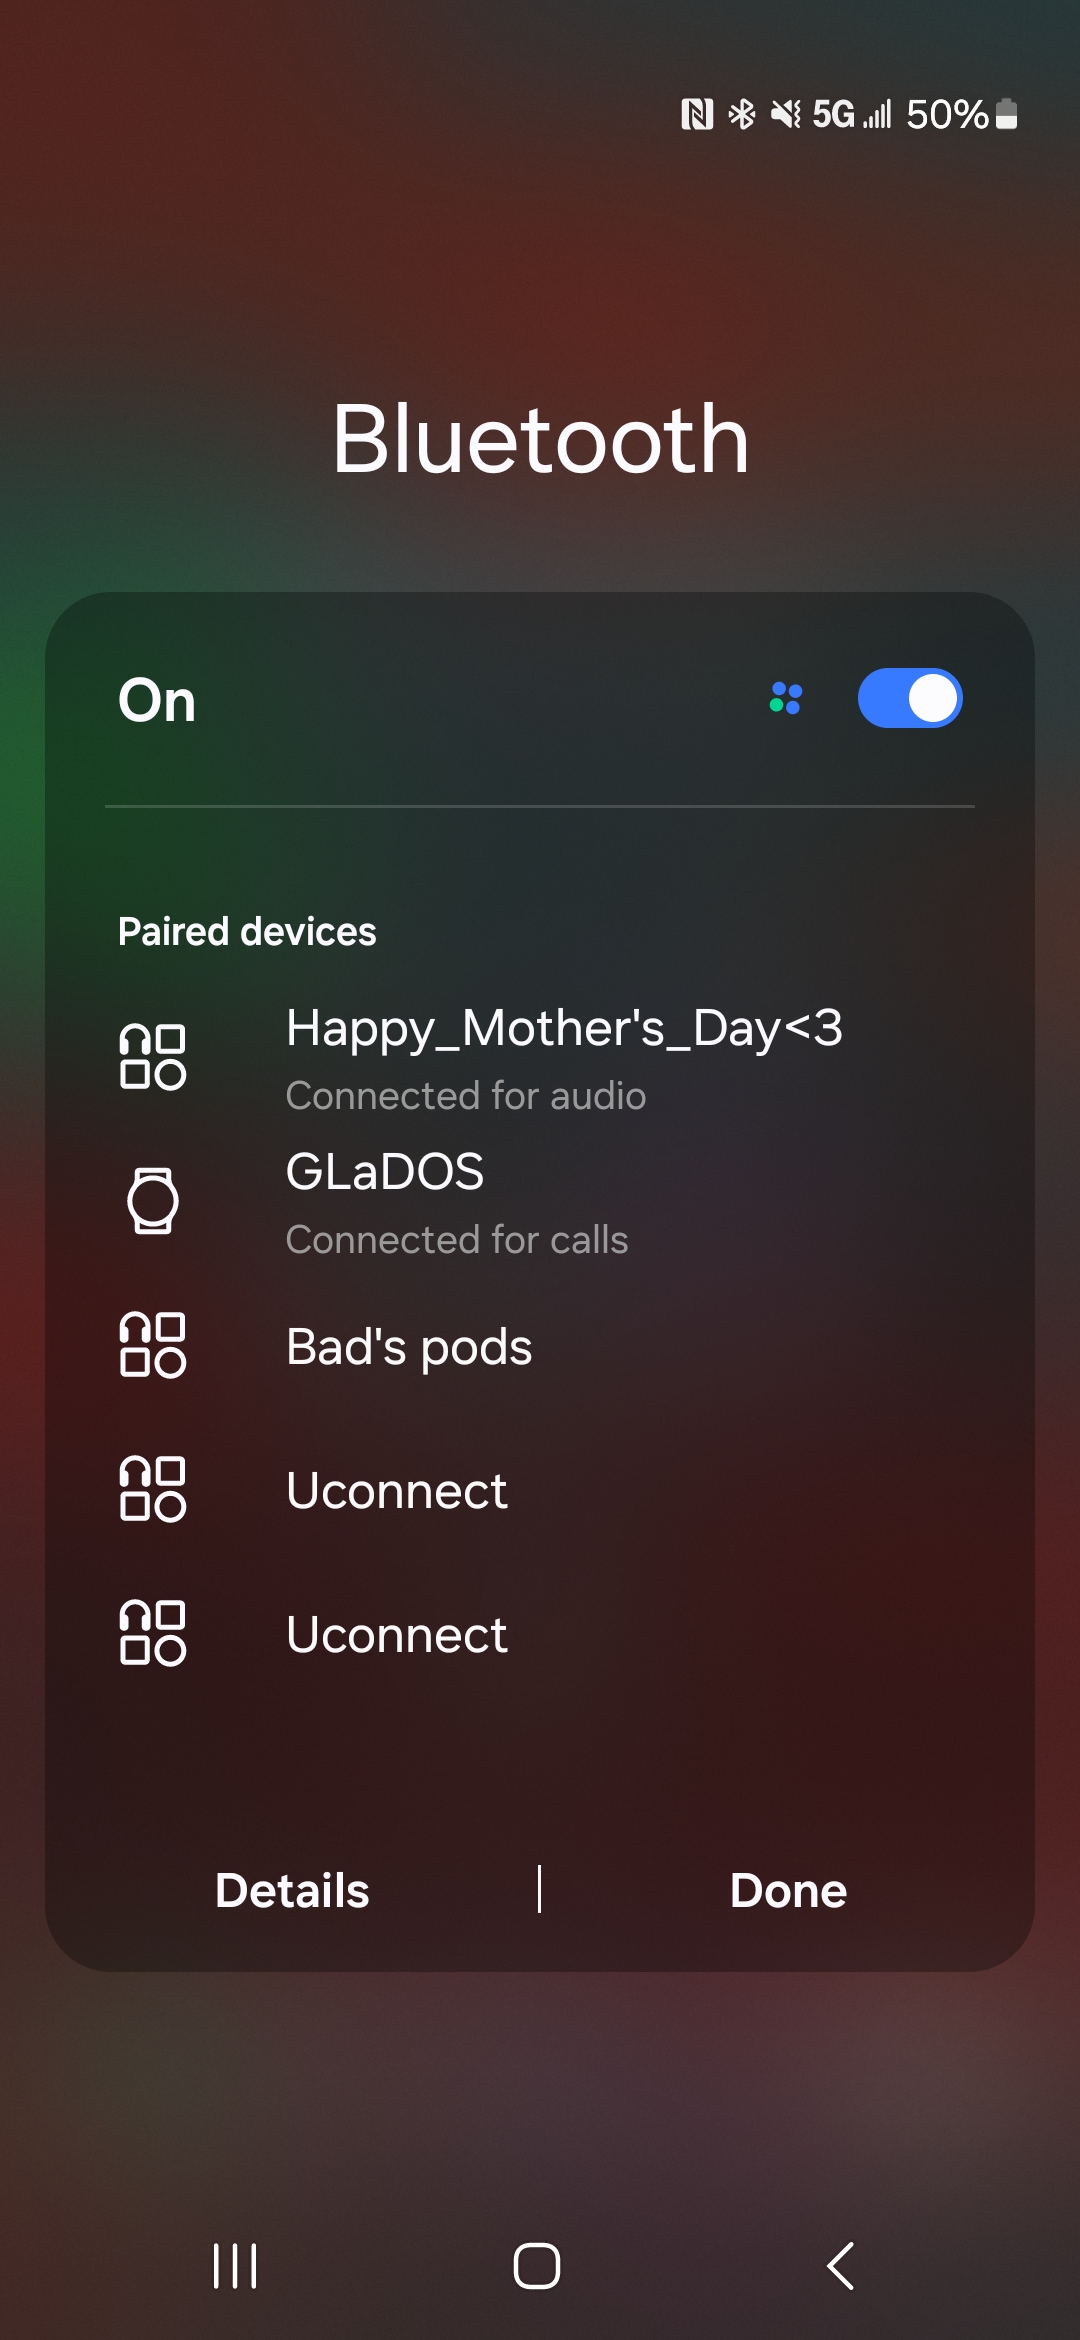 5G 50%
Bluetooth
On
Paired devices
Happy_Mother's_Day<3
Connected for audio
GLaDOS
Connected for calls
Bad's pods
Uconnect
Uconnect
Details | Done